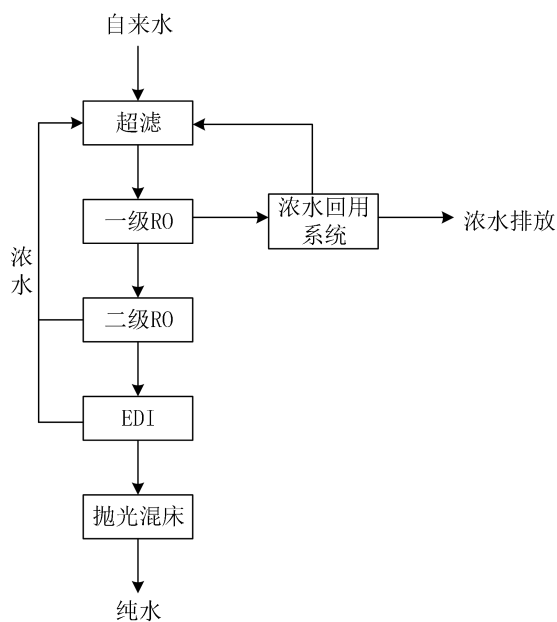 自来水
超滤
一级RO
浓水回用
系统
浓水排放
浓
水
二级RO
EDI
抛光混床
纯水